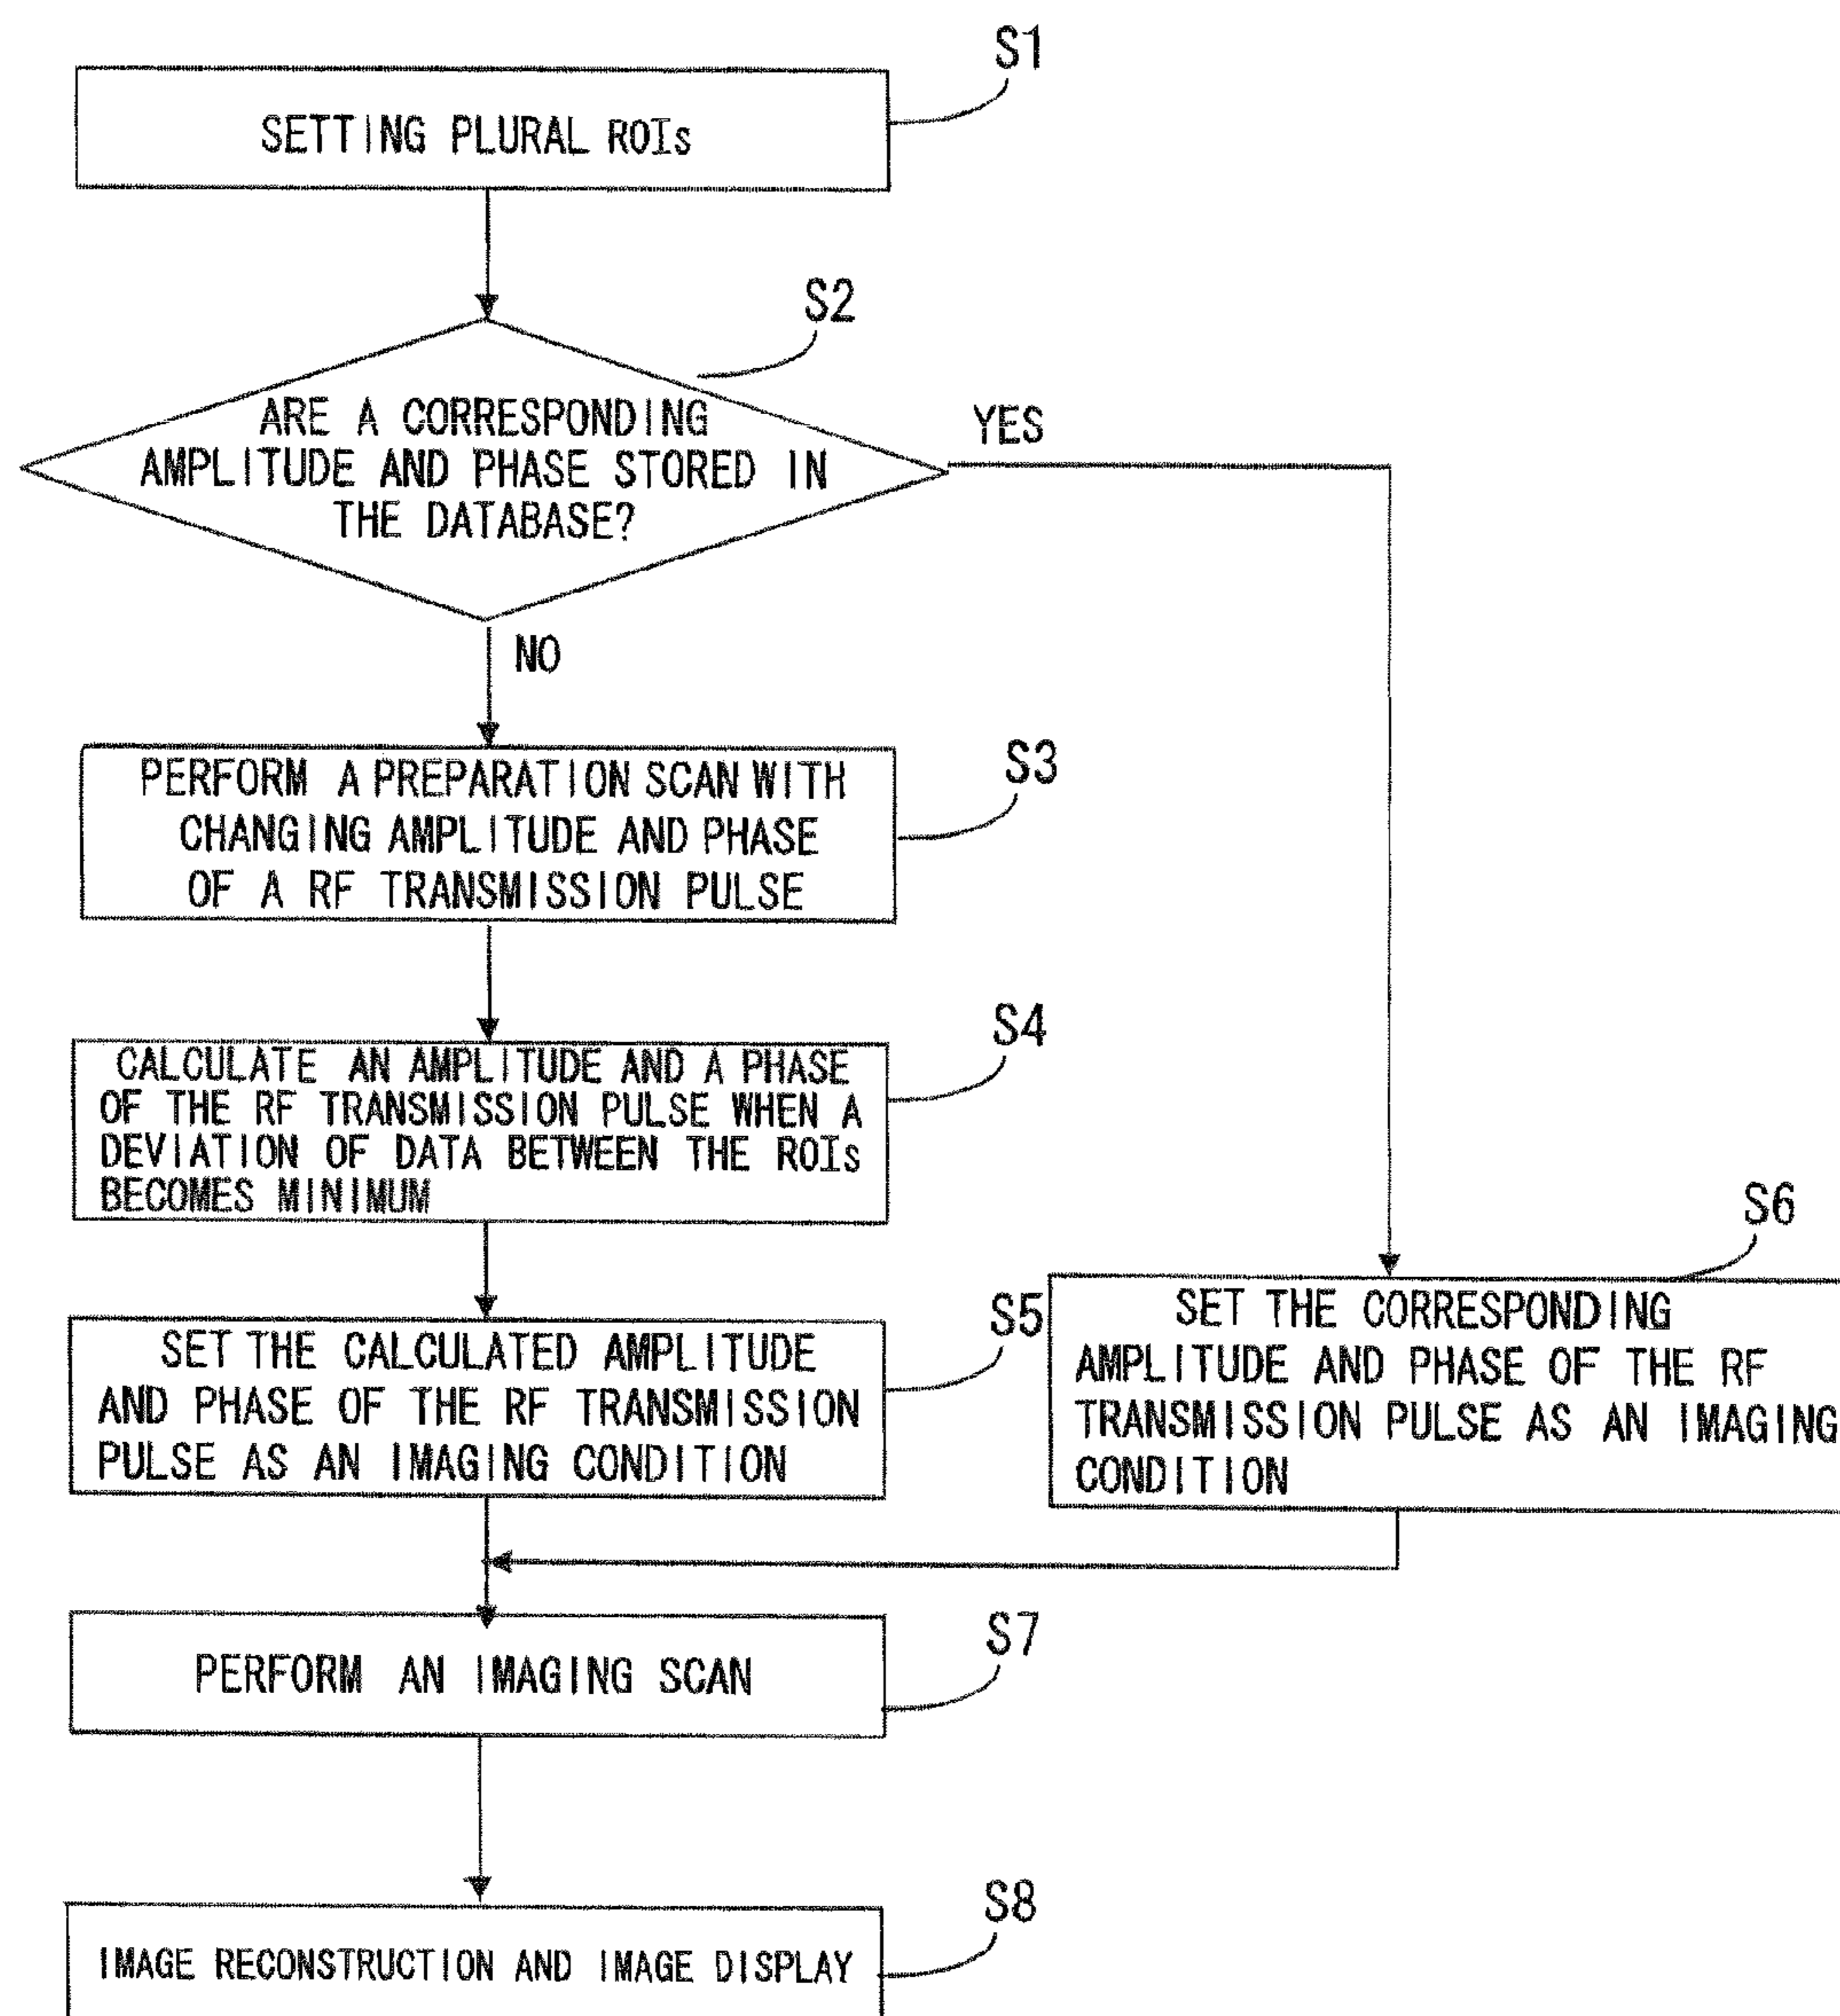 S1
SETTING PLURAL ROIs
S2
ARE A CORRESPONDING
AMPLITUDE AND PHASE STORED IN
THE DATABASE?
YES
NO
S3
PERFORM A PREPARATION SCAN WITH
CHANGING AMPLITUDE AND PHASE
OF A RF TRANSMISSION PULSE
S4
CALCULATE AN AMPLITUDE AND A PHASE
OF THE RF TRANSMISSION PULSE WHEN A
DEVIATION OF DATA BETWEEN THE ROIs
BECOMES MINIMUM
S5
SET THE CALCULATED AMPLITUDE
AND PHASE OF THE RF TRANSMISSION
PULSE AS AN IMAGING CONDITION
S6
SET THE CORRESPONDING
AMPLITUDE AND PHASE OF THE RF
TRANSMISSION PULSE AS AN IMAGING
CONDITION
S7
PERFORM AN IMAGING SCAN
S8
IMAGE RECONSTRUCTION AND IMAGE DISPLAY